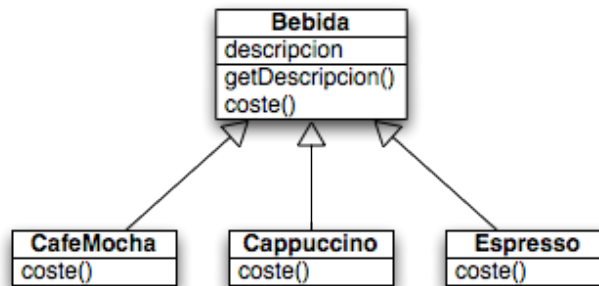 Bebida
descripcion
getDescripcion()
coste()
CafeMocha
coste()
Cappuccino
coste()
Espresso
coste()